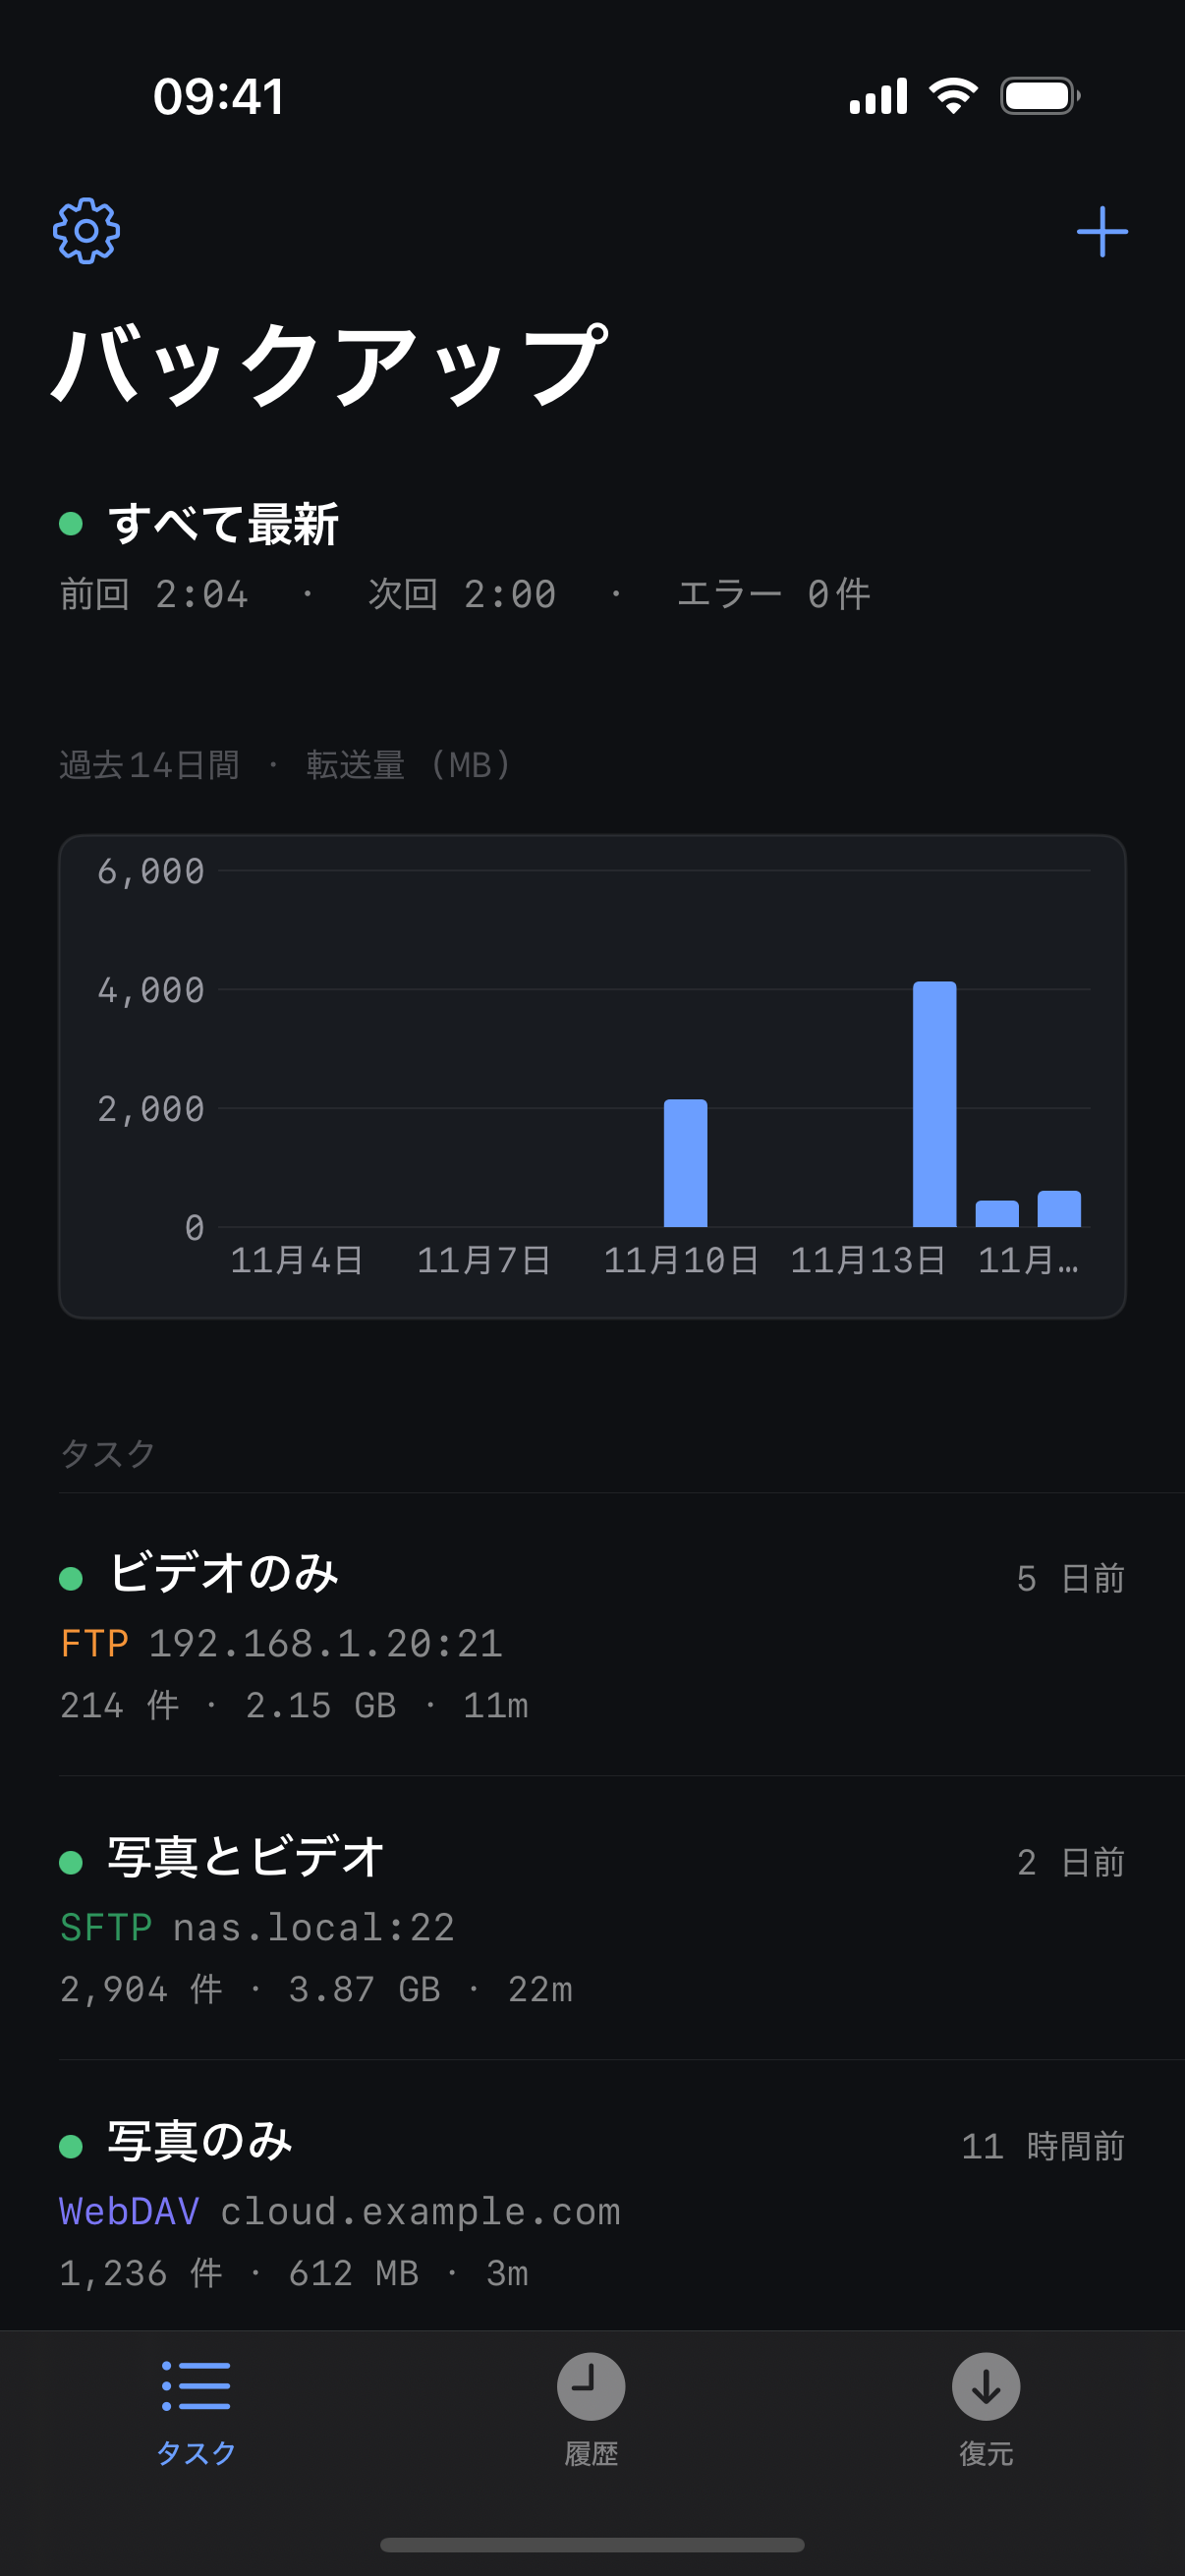 09:41
バックアップ
すべて最新
前回 2:04 · 次回 2:00 · エラー 0件
過去14日間 · 転送量 (MB)
6,000
4,000
2,000
0
11月4日 11月7日 11月10日 11月13日 11月…
タスク
ビデオのみ 5 日前
FTP 192.168.1.20:21
214 件 · 2.15 GB · 11m
写真とビデオ 2 日前
SFTP nas.local:22
2,904 件 · 3.87 GB · 22m
写真のみ 11 時間前
WebDAV cloud.example.com
1,236 件 · 612 MB · 3m
タスク 履歴 復元